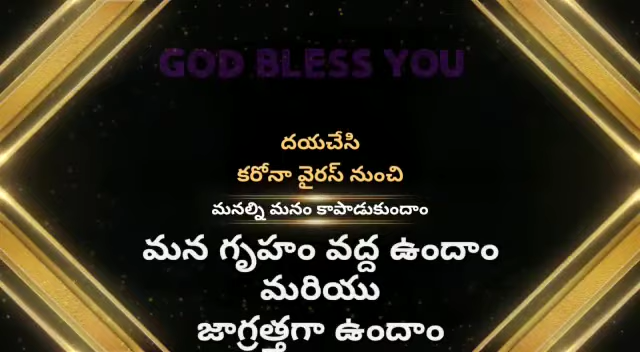 GOD BLESS YOU
దయచేసి
కరోనా వైరస్ నుంచి
మనల్ని మనం కాపాడుకుందాం
మన గృహం వద్ద ఉందాం
మరియు
జాగ్రత్తగా ఉందాం